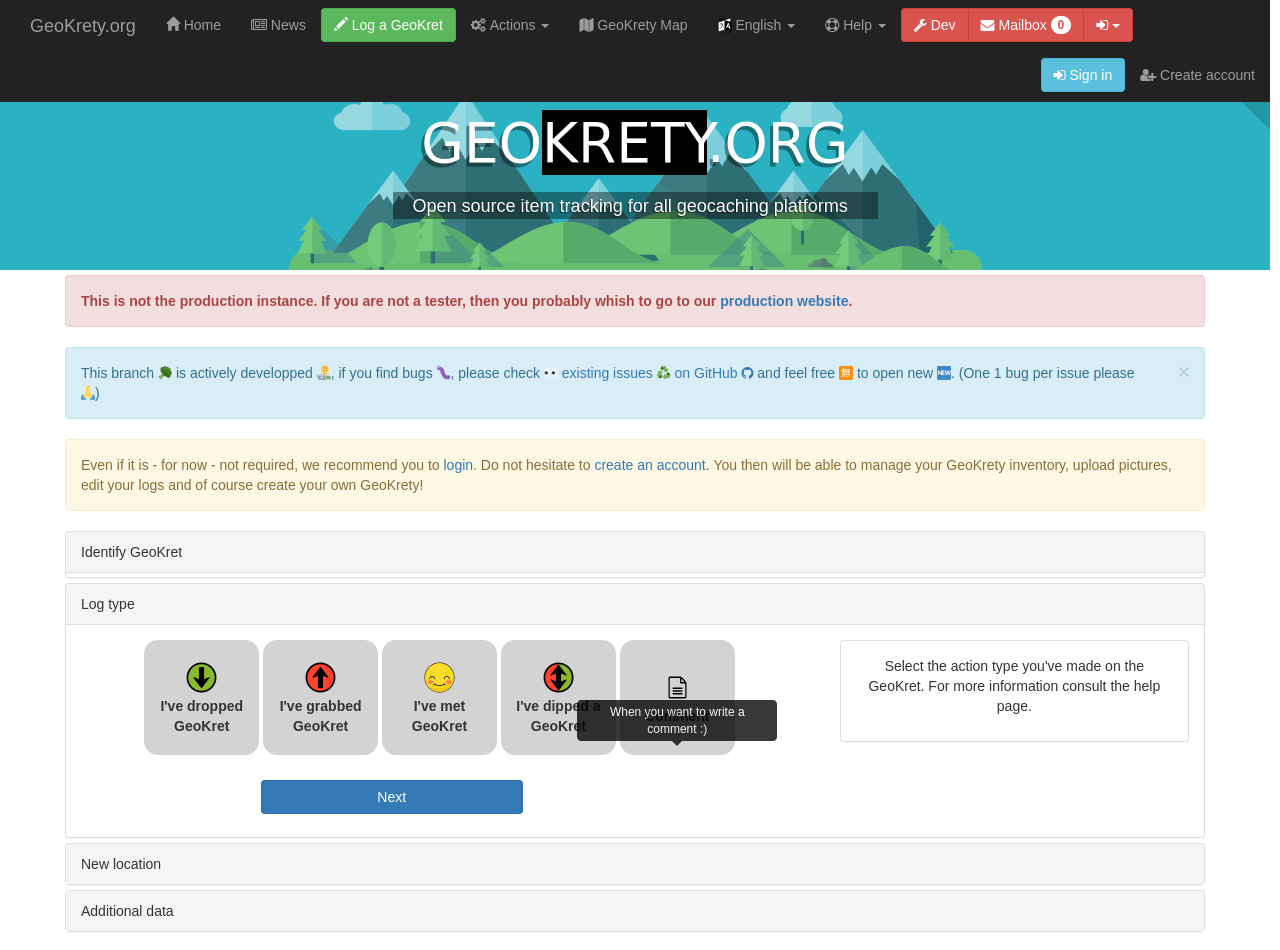 GeoKrety.org Home News Log a GeoKret Actions GeoKrety Map English Help Dev Mailbox 0
Sign in Create account
GEOKRETY.ORG
Open source item tracking for all geocaching platforms
This is not the production instance. If you are not a tester, then you probably whish to go to our production website.
This branch 🌳 is actively developped 👨‍🔬, if you find bugs 🐛, please check 👀 existing issues ♻️ on GitHub and feel free 🈚 to open new 🆕. (One 1 bug per issue please
🙏)
×
Even if it is - for now - not required, we recommend you to login. Do not hesitate to create an account. You then will be able to manage your GeoKrety inventory, upload pictures,
edit your logs and of course create your own GeoKrety!
Identify GeoKret
Log type
I've dropped
GeoKret
I've grabbed
GeoKret
I've met
GeoKret
I've dipped a
GeoKret
Comment
When you want to write a
comment :)
Select the action type you've made on the
GeoKret. For more information consult the help
page.
Next
New location
Additional data